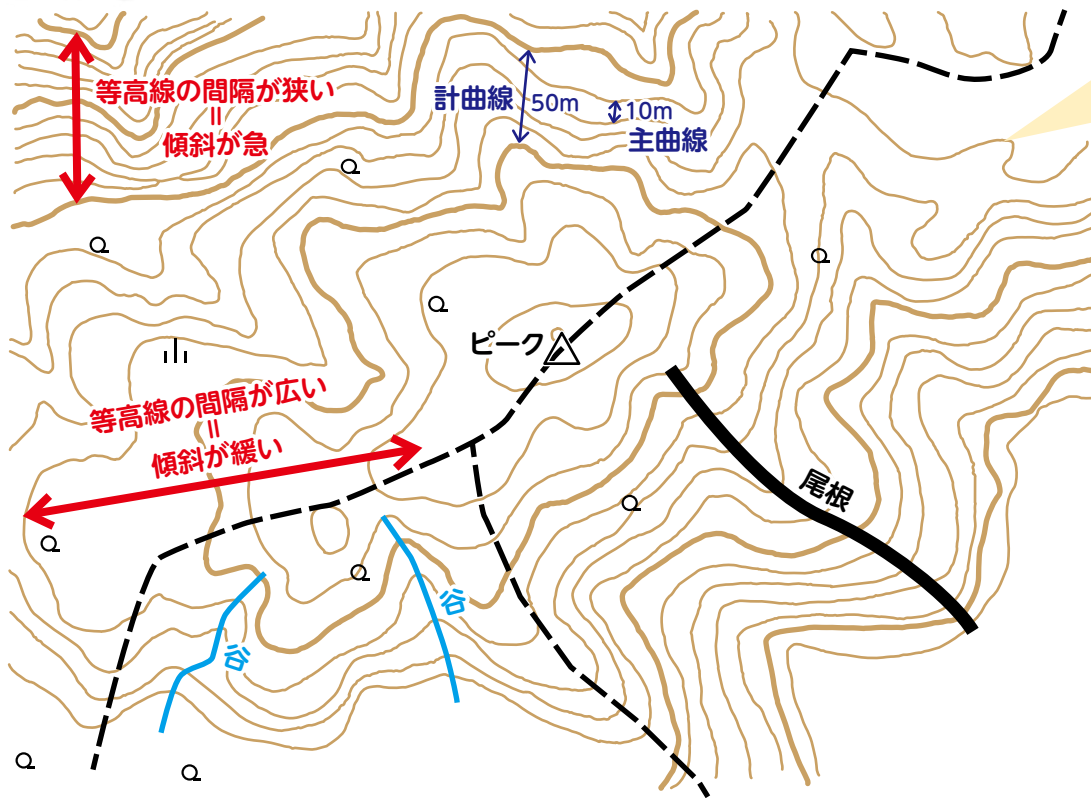 等高線の間隔が狭い
=
傾斜が急
計曲線
50m
10m
主曲線
ピーク
等高線の間隔が広い
=
傾斜が緩い
尾根
谷
谷